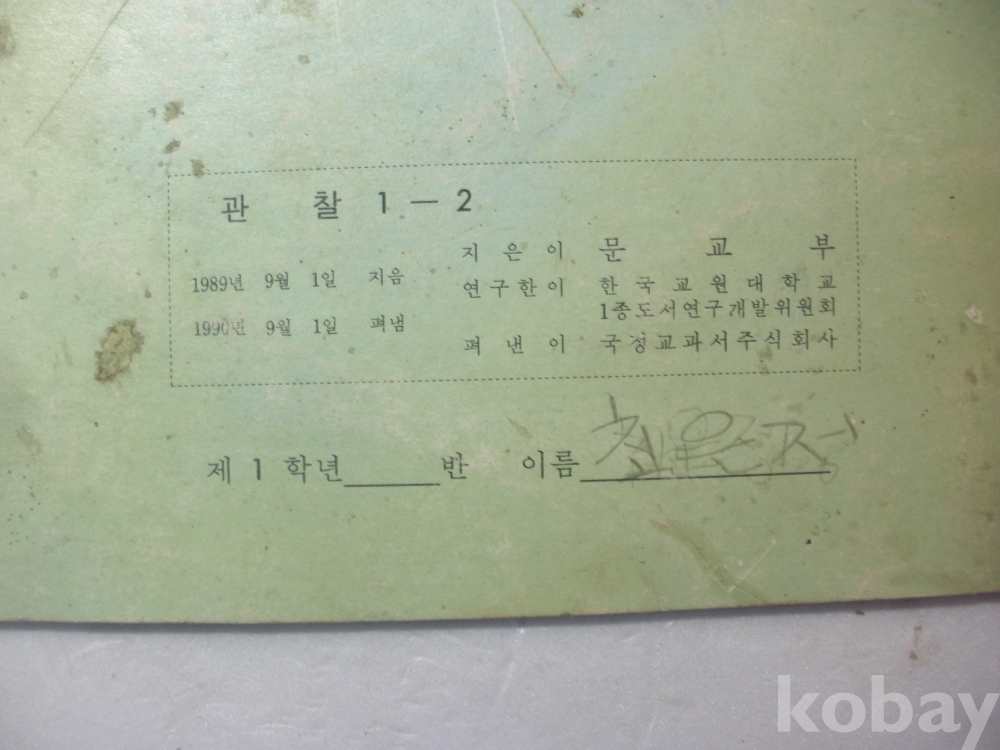 관 찰 1-2
지은이 문 교 부
1989년 9월 1일 지음
연구한이 한국교원대학교
1종도서연구개발위원회
1990년 9월 1일 펴냄
펴낸이 국정교과서주식회사
제 1 학년 반 이름
kobay